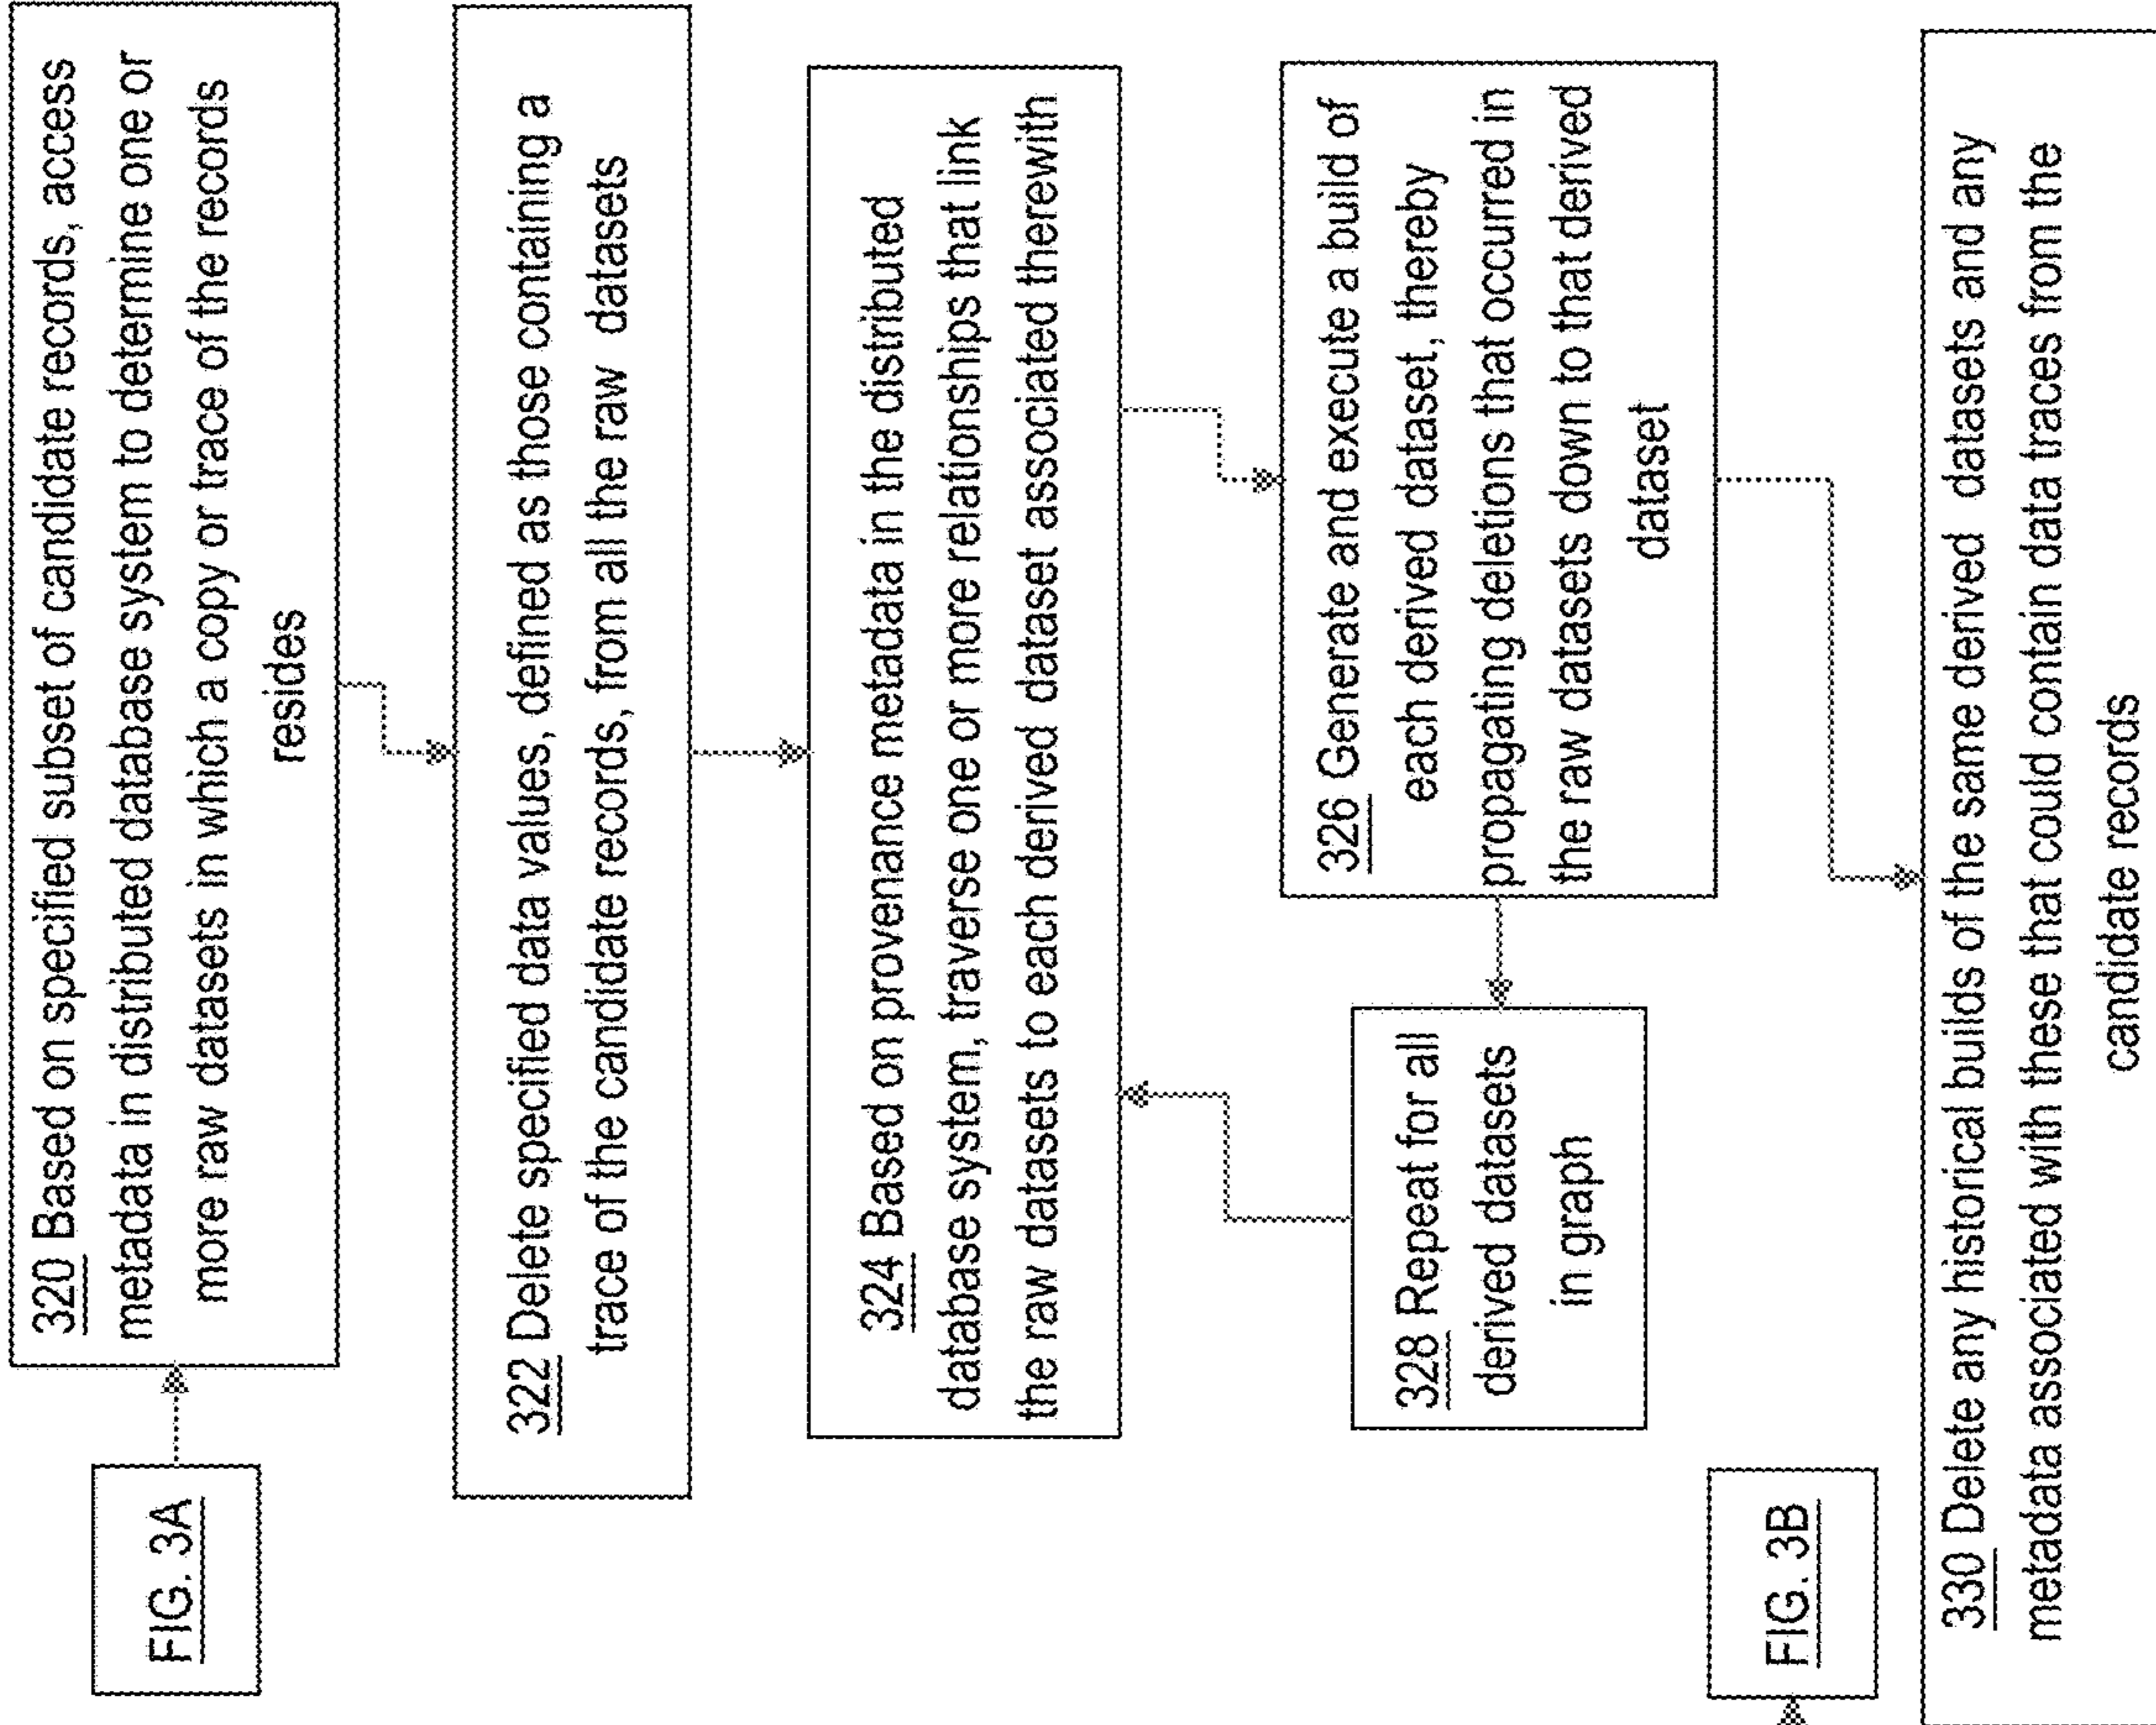 FIG. 3A
320 Based on specified subset of candidate records, access
metadata in distributed database system to determine one or
more raw datasets in which a copy or trace of the records
resides
322 Delete specified data values, defined as those containing a
trace of the candidate records, from all the raw datasets
324 Based on provenance metadata in the distributed
database system, traverse one or more relationships that link
the raw datasets to each derived dataset associated therewith
326 Generate and execute a build of
each derived dataset, thereby
propagating deletions that occurred in
the raw datasets down to that derived
dataset
328 Repeat for all
derived datasets
in graph
FIG. 3B
330 Delete any historical builds of the same derived datasets and any
metadata associated with these that could contain data traces from the
candidate records